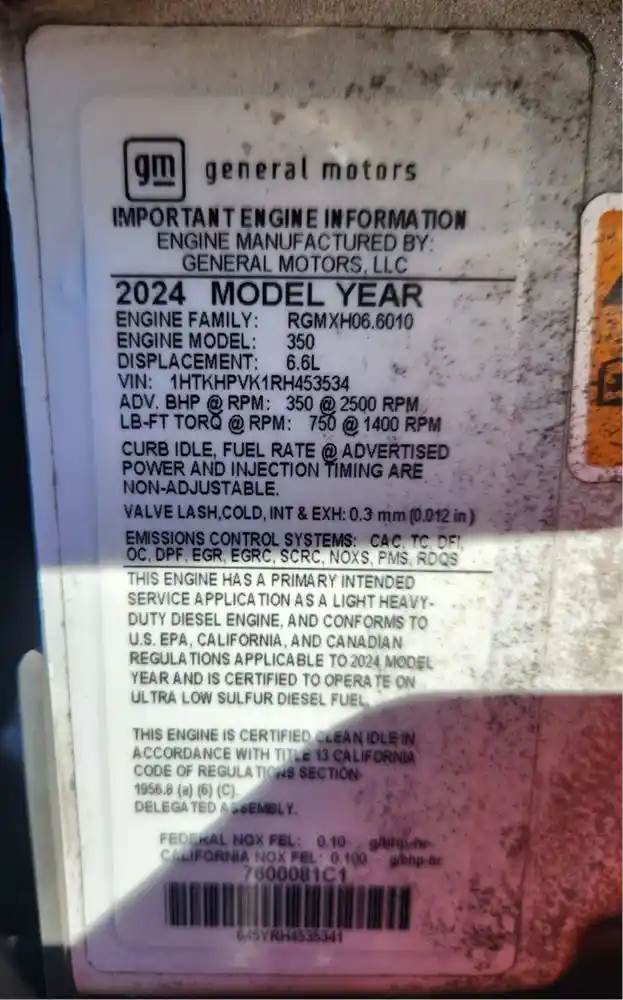 gm general motors
IMPORTANT ENGINE INFORMATION
ENGINE MANUFACTURED BY:
GENERAL MOTORS, LLC
2024 MODEL YEAR
ENGINE FAMILY: RGMXH06.6010
ENGINE MODEL: 350
DISPLACEMENT: 6.6L
VIN: 1HTKHPVK1RH453534
ADV. BHP @ RPM: 350 @ 2500 RPM
LB-FT TORQ @ RPM: 750 @ 1400 RPM
CURB IDLE, FUEL RATE @ ADVERTISED
POWER AND INJECTION TIMING ARE
NON-ADJUSTABLE.
VALVE LASH,COLD, INT & EXH: 0.3 mm (0.012 in )
EMISSIONS CONTROL SYSTEMS: CAC, TC, DFI,
OC, DPF, EGR, EGRC, SCRC, NOXS, PMS, RDQS
THIS ENGINE HAS A PRIMARY INTENDED
SERVICE APPLICATION AS A LIGHT HEAVY-
DUTY DIESEL ENGINE, AND CONFORMS TO
U.S. EPA, CALIFORNIA, AND CANADIAN
REGULATIONS APPLICABLE TO 2024 MODEL
YEAR AND IS CERTIFIED TO OPERATE ON
ULTRA LOW SULFUR DIESEL FUEL.
THIS ENGINE IS CERTIFIED CLEAN IDLE IN
ACCORDANCE WITH TITLE 13 CALIFORNIA
CODE OF REGULATIONS SECTION
1956.8 (a) (6) (C).
DELEGATED ASSEMBLY.
FEDERAL NOX FEL: 0.10 g/bhp-hr
CALIFORNIA NOX FEL: 0.100 g/bhp-hr
7600081C1
645YRH4535341